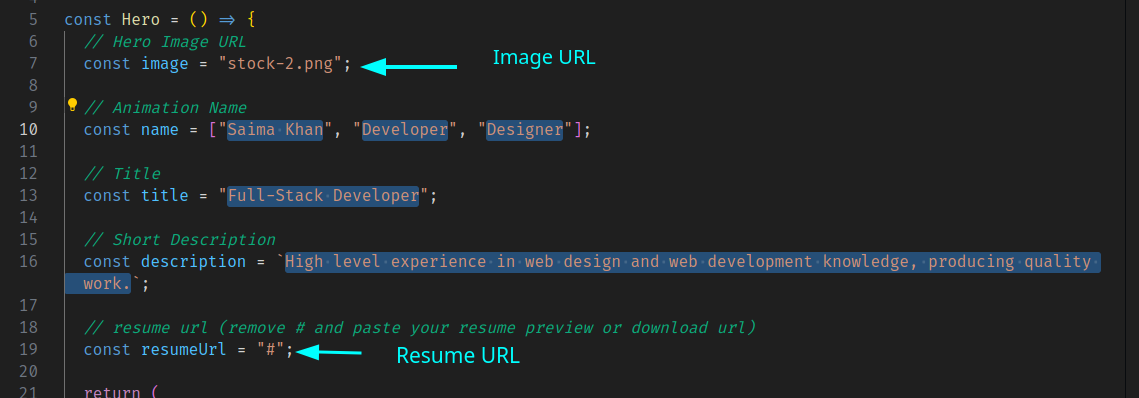 5 const Hero = () => {
6 // Hero Image URL
7 const image = "stock-2.png"; Image URL
8
9 // Animation Name
10 const name = ["Saima Khan", "Developer", "Designer"];
11
12 // Title
13 const title = "Full-Stack Developer";
14
15 // Short Description
16 const description = `High level experience in web design and web development knowledge, producing quality
work.`;
17
18 // resume url (remove # and paste your resume preview or download url)
19 const resumeUrl = "#"; Resume URL
20
21 return (